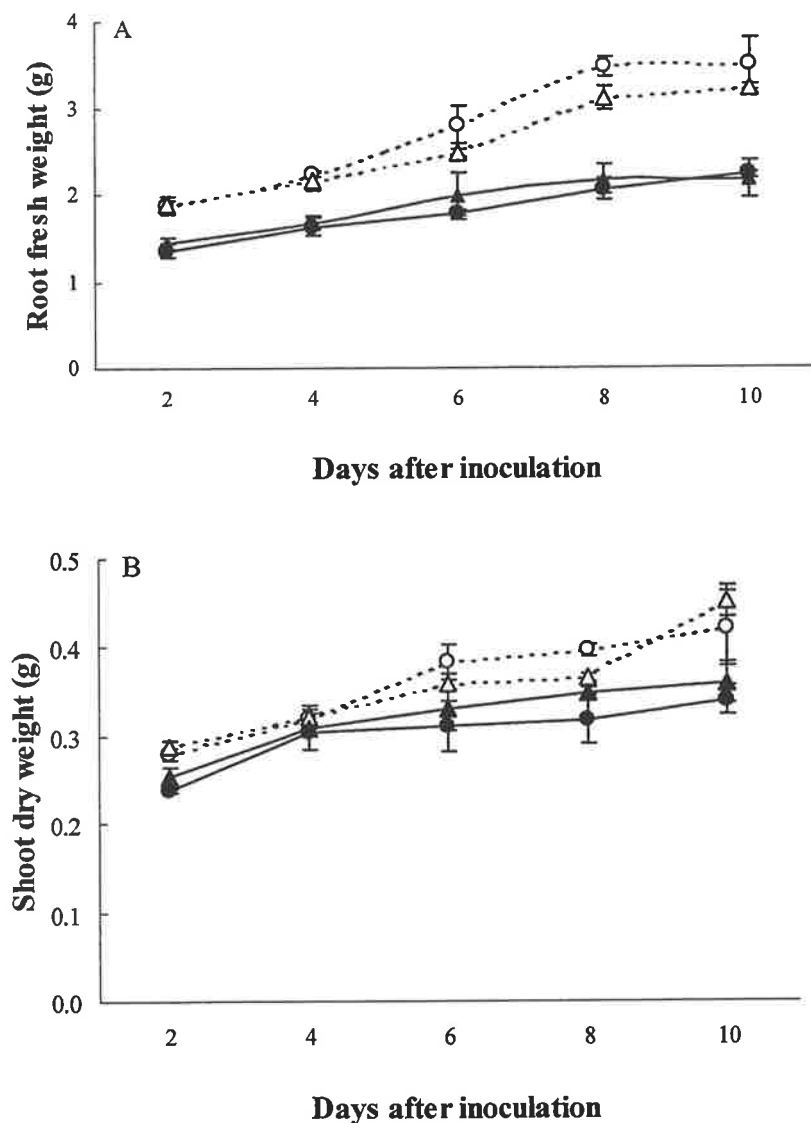 A
Root fresh weight (g)
4
3
2
1
0
2 4 6 8 10
Days after inoculation
B
Shoot dry weight (g)
0.5
0.4
0.3
0.2
0.1
0.0
2 4 6 8 10
Days after inoculation